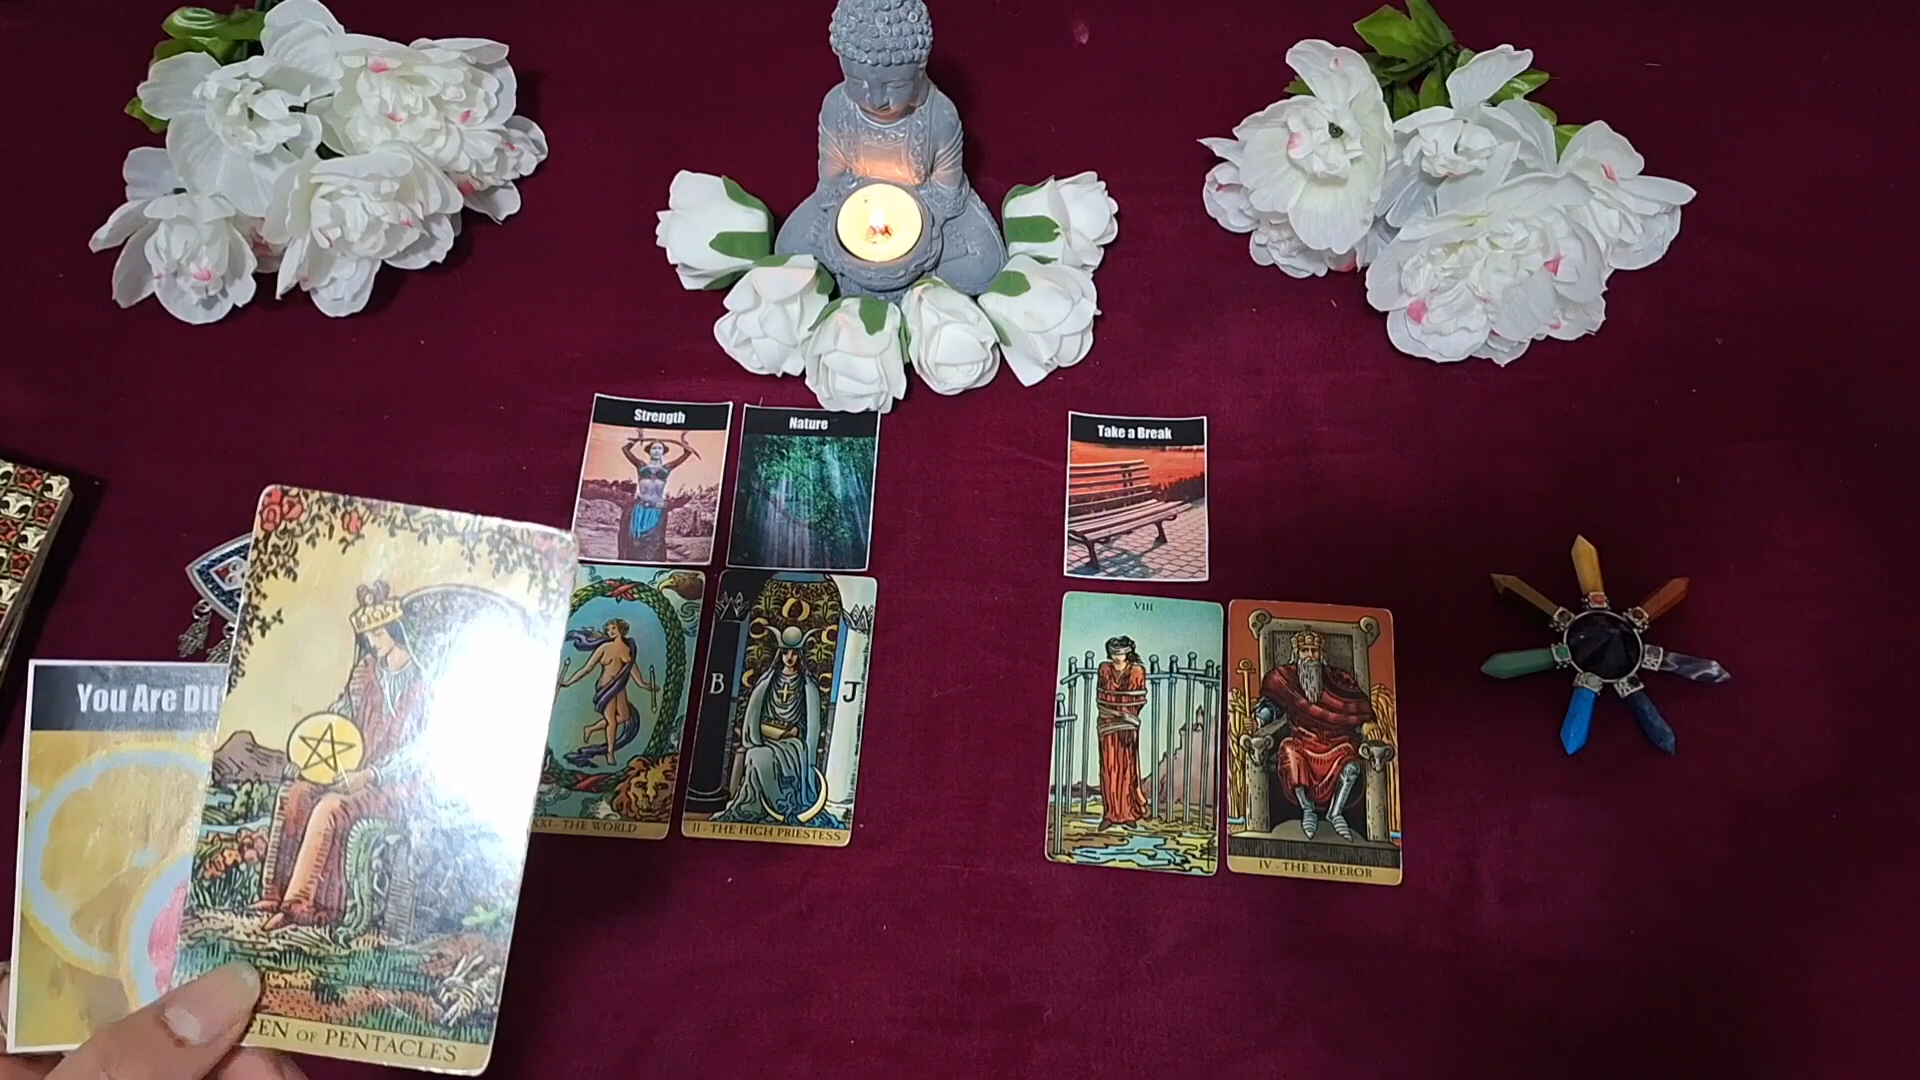 Strength
Nature
Take a Break
You Are Di
XXI - THE WORLD
B
J
II - THE HIGH PRIESTESS
VIII
IV - THE EMPEROR
EEN OF PENTACLES